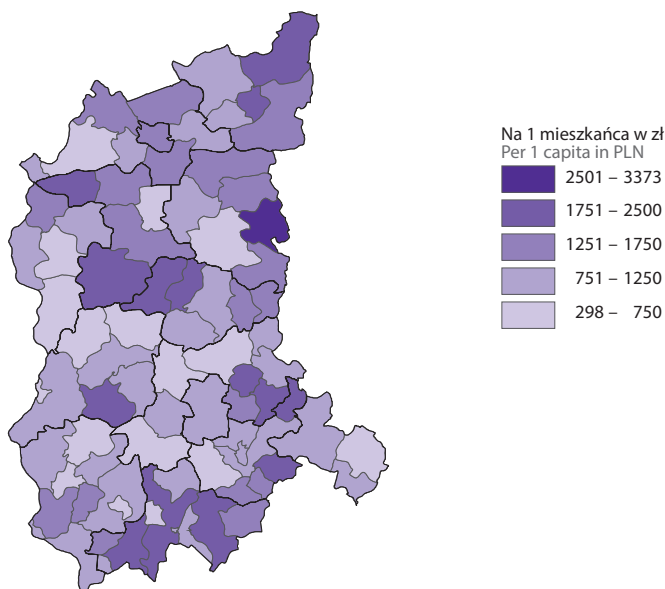 Na 1 mieszkańca w zł
Per 1 capita in PLN
2501 – 3373
1751 – 2500
1251 – 1750
751 – 1250
298 – 750